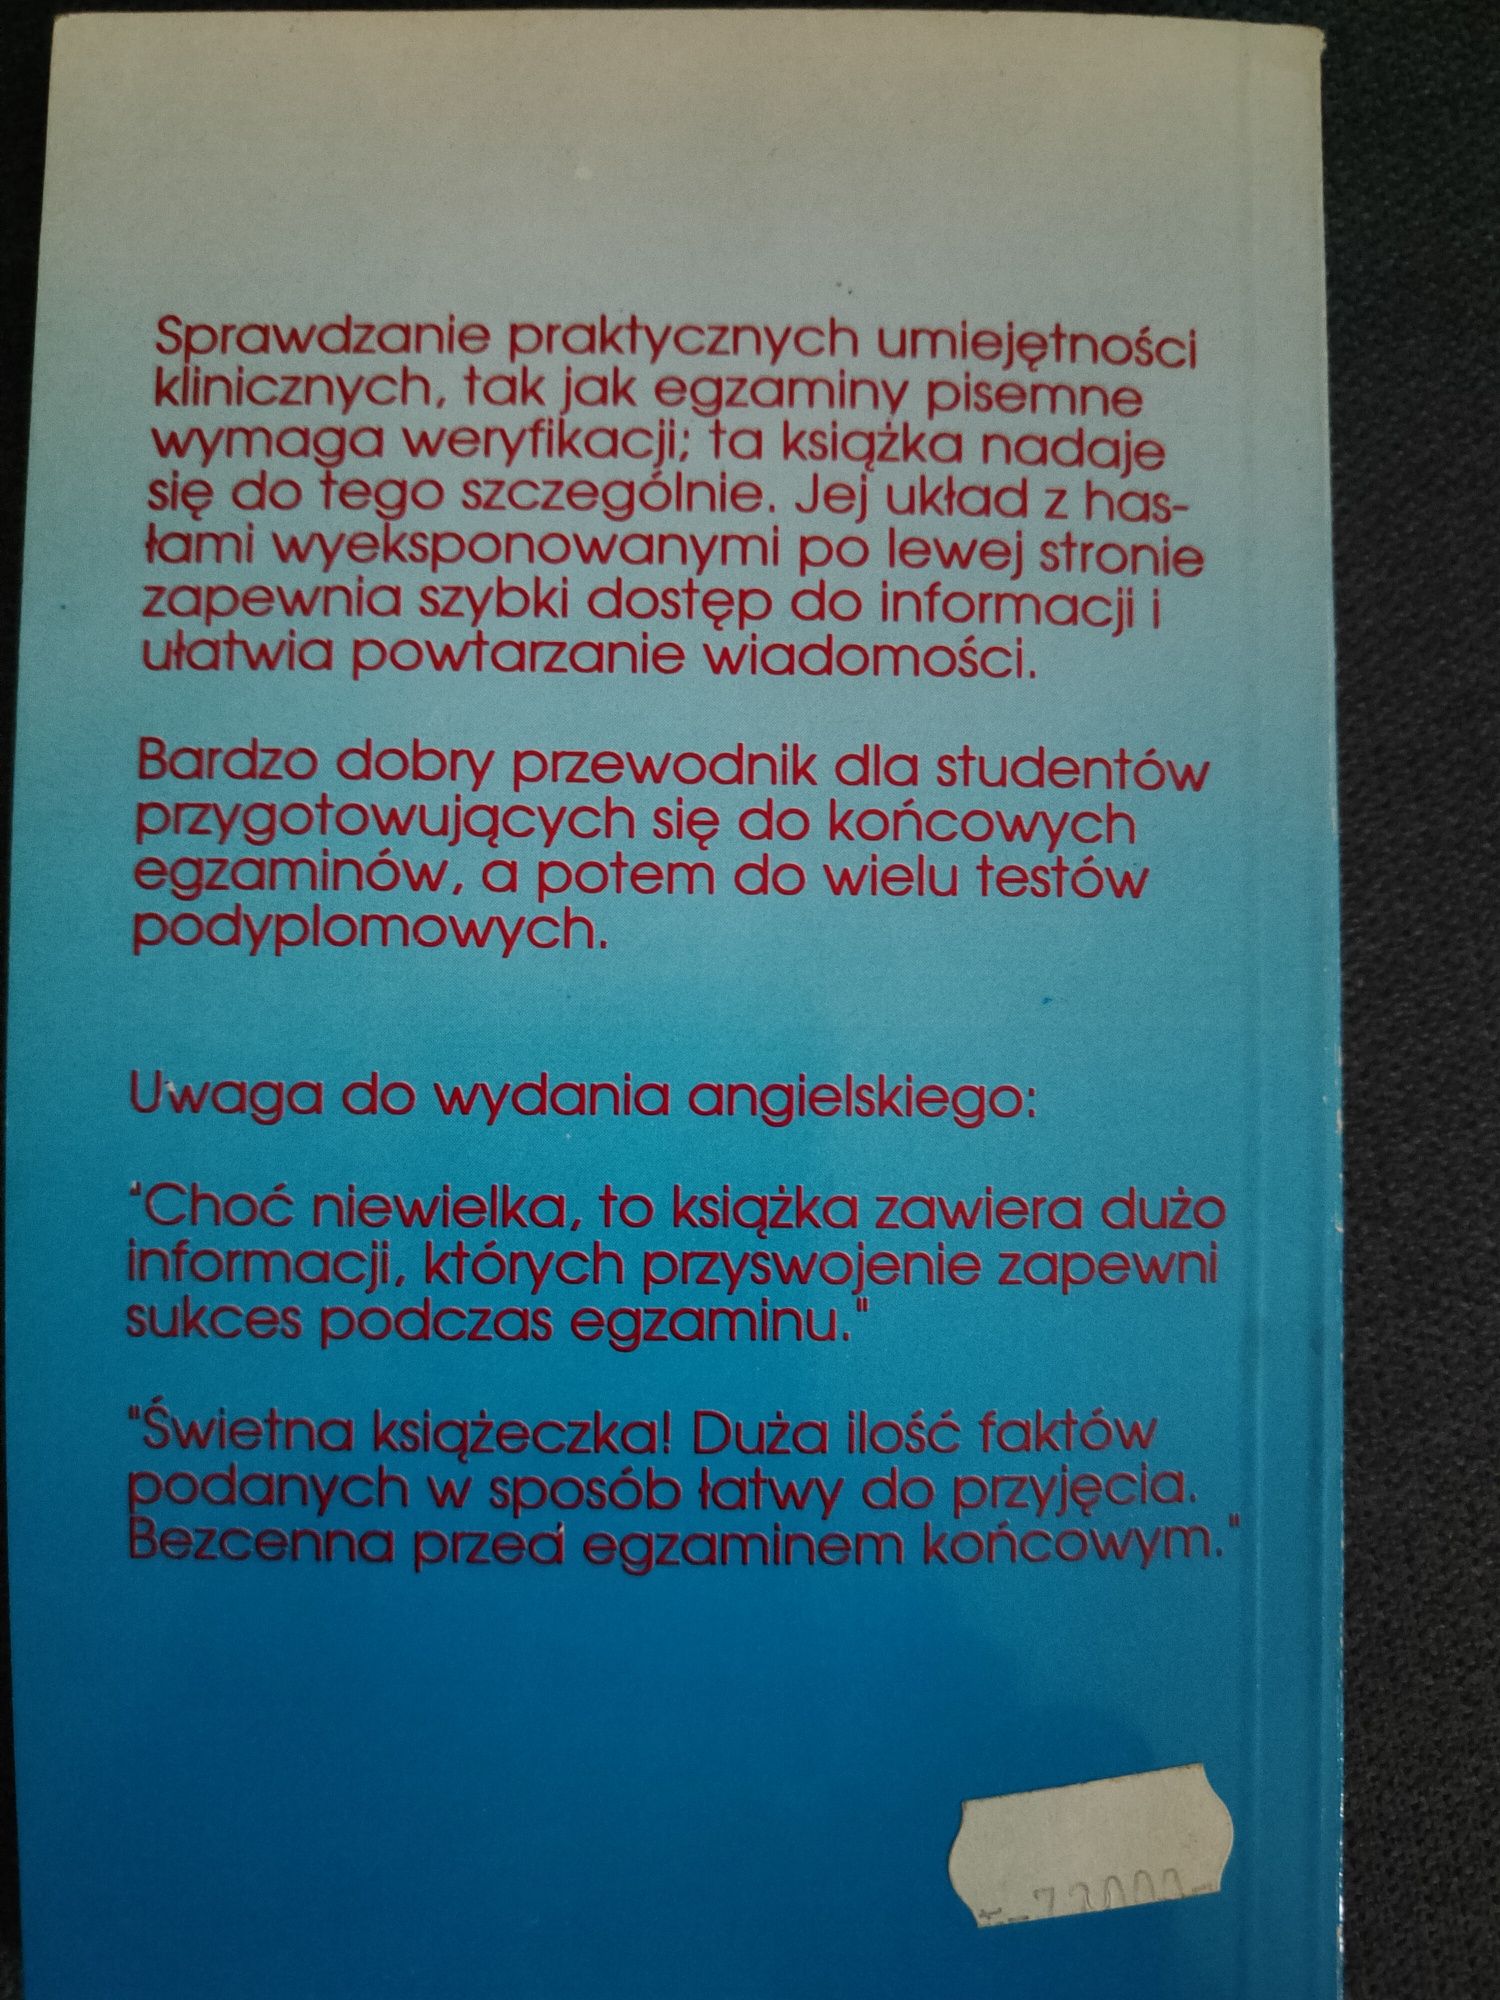 Sprawdzanie praktycznych umiejętności
klinicznych, tak jak egzaminy pisemne
wymaga weryfikacji; ta książka nadaje
się do tego szczególnie. Jej układ z has-
łami wyeksponowanymi po lewej stronie
zapewnia szybki dostęp do informacji i
ułatwia powtarzanie wiadomości.
Bardzo dobry przewodnik dla studentów
przygotowujących się do końcowych
egzaminów, a potem do wielu testów
podyplomowych.
Uwaga do wydania angielskiego:
"Choć niewielka, to książka zawiera dużo
informacji, których przyswojenie zapewni
sukces podczas egzaminu."
"Świetna książeczka! Duża ilość faktów
podanych w sposób łatwy do przyjęcia.
Bezcenna przed egzaminem końcowym."